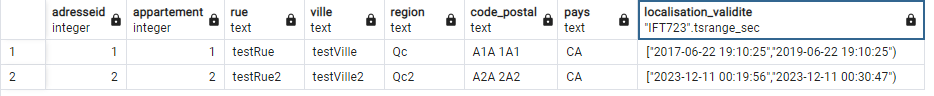 adresseid appartement rue ville region code_postal pays localisation_validite
integer integer text text text text text "IFT723".tsrange_sec
1 1 1 testRue testVille Qc A1A 1A1 CA ["2017-06-22 19:10:25","2019-06-22 19:10:25")
2 2 2 testRue2 testVille2 Qc2 A2A 2A2 CA ["2023-12-11 00:19:56","2023-12-11 00:30:47")